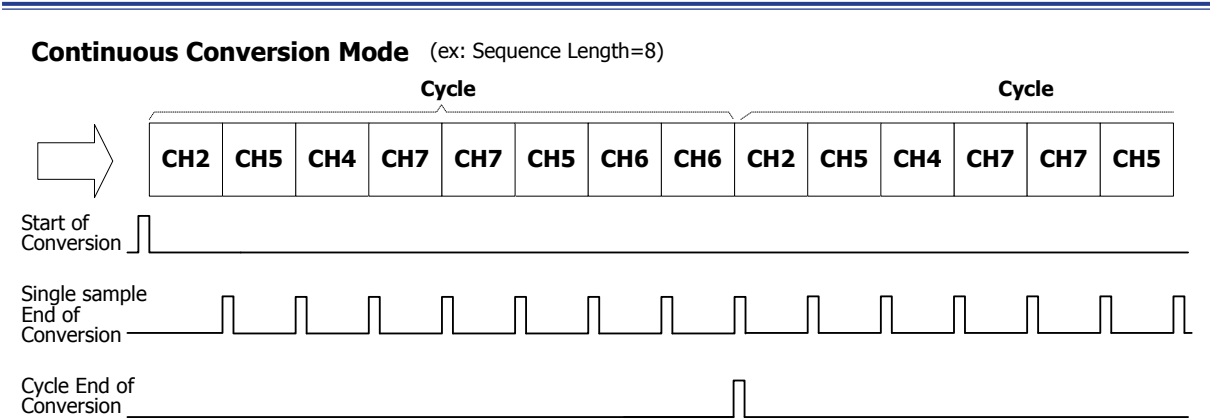 Continuous Conversion Mode (ex: Sequence Length=8)
Cycle Cycle
CH2 CH5 CH4 CH7 CH7 CH5 CH6 CH6 CH2 CH5 CH4 CH7 CH7 CH5
Start of
Conversion
Single sample
End of
Conversion
Cycle End of
Conversion